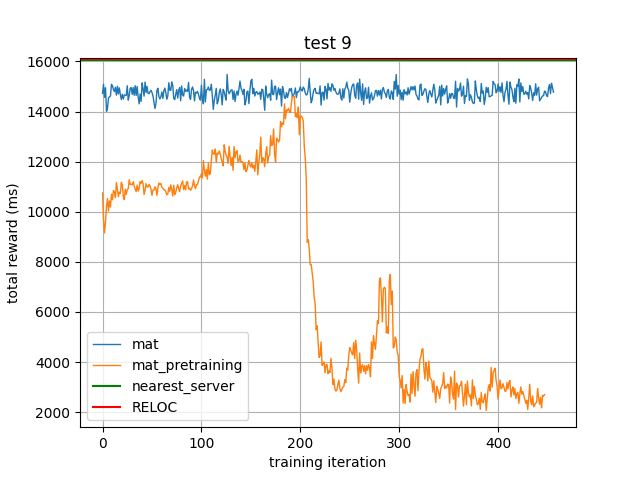 test 9
total reward (ms)
16000
14000
12000
10000
8000
6000
4000
2000
mat
mat_pretraining
nearest_server
RELOC
0
100
200
300
400
training iteration